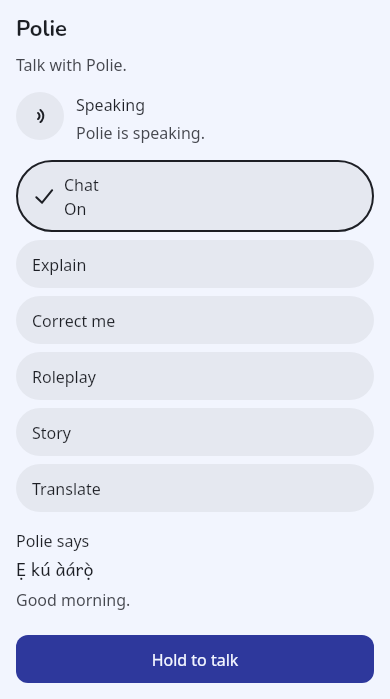 Polie
Talk with Polie.
Speaking
Polie is speaking.
Chat
On
Explain
Correct me
Roleplay
Story
Translate
Polie says
Ẹ kú àárọ̀
Good morning.
Hold to talk